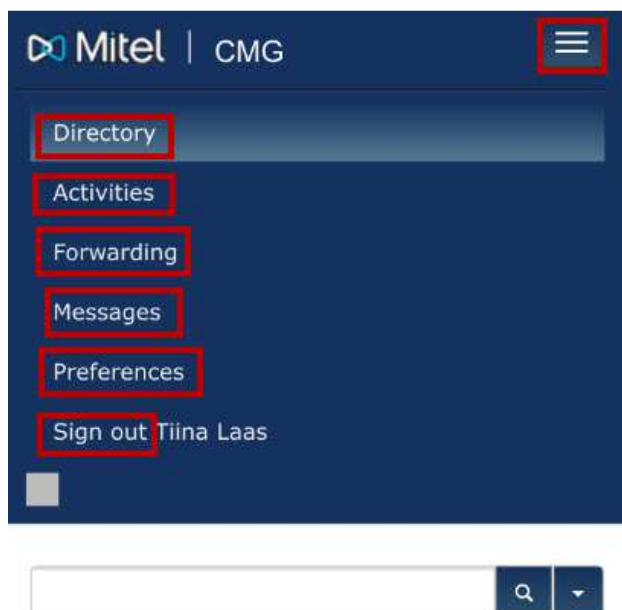 Mitel | CMG
Directory
Activities
Forwarding
Messages
Preferences
Sign out Tiina Laas